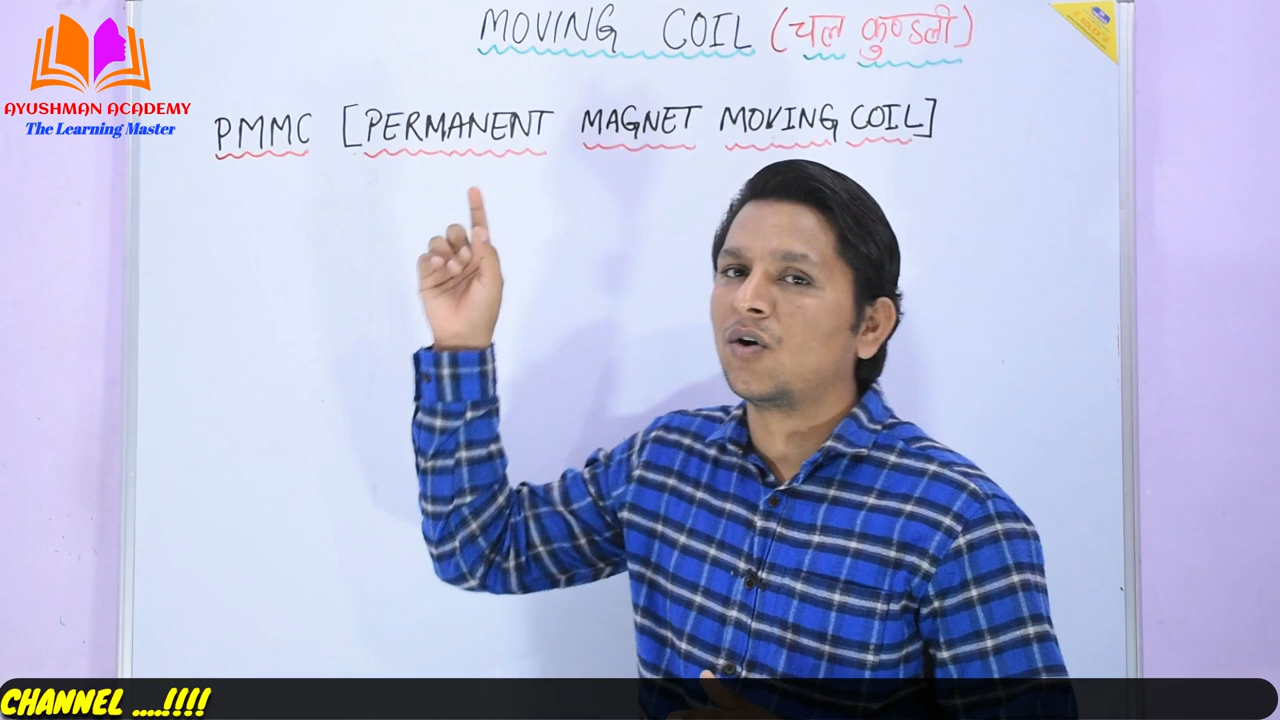 MOVING COIL (चल कुण्डली)
AYUSHMAN ACADEMY
The Learning Master
PMMC [PERMANENT MAGNET MOVING COIL]
CHANNEL .....!!!!